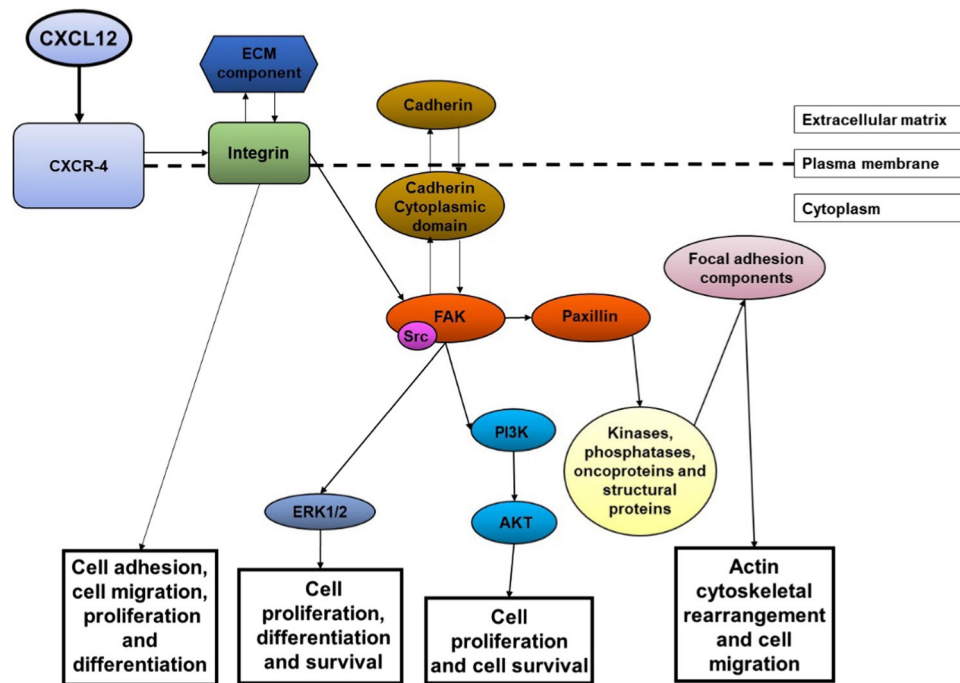 CXCL12
ECM
component
Cadherin
Extracellular matrix
CXCR-4
Integrin
Plasma membrane
Cadherin
Cytoplasmic
domain
Cytoplasm
Focal adhesion
components
FAK
Src
Paxillin
PI3K
Kinases,
phosphatases,
oncoproteins and
structural
proteins
ERK1/2
AKT
Cell adhesion,
cell migration,
proliferation
and
differentiation
Cell
proliferation,
differentiation
and survival
Cell
proliferation
and cell survival
Actin
cytoskeletal
rearrangement
and cell
migration